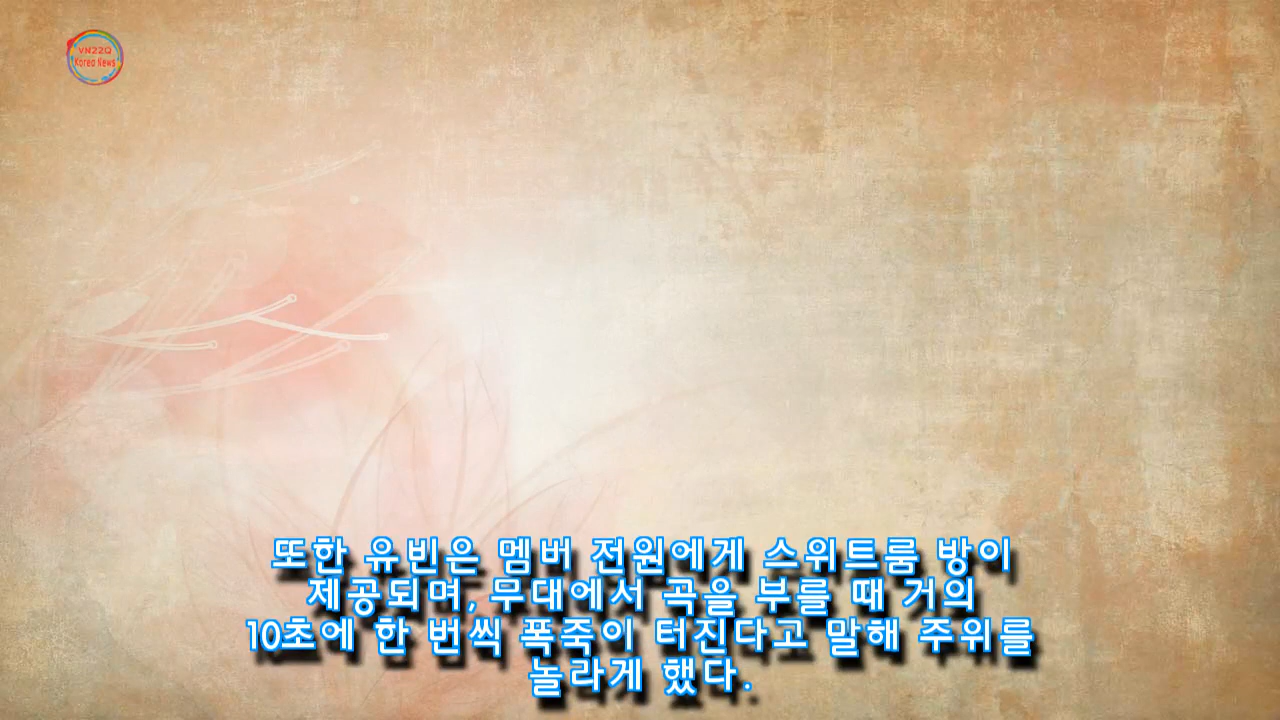 VN22Q
Korea News
또한 유빈은 멤버 전원에게 스위트룸 방이
제공되며, 무대에서 곡을 부를 때 거의
10초에 한 번씩 폭죽이 터진다고 말해 주위를
놀라게 했다.